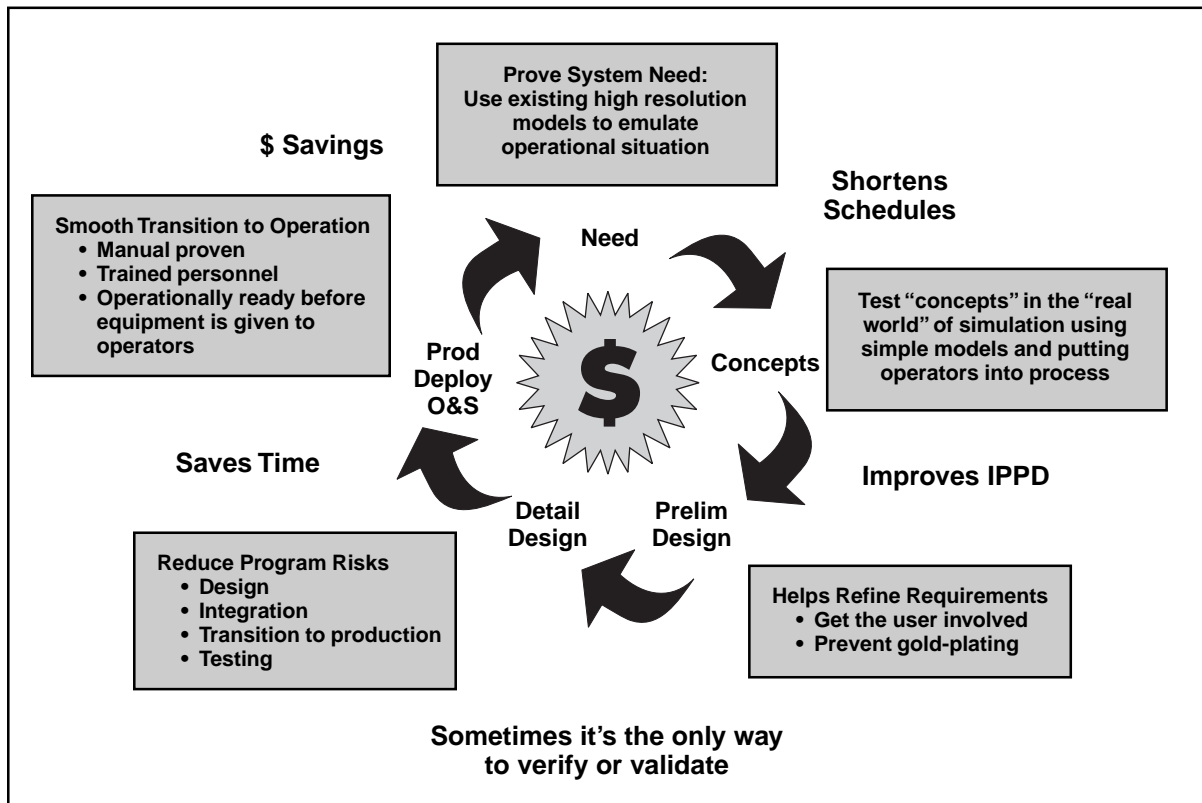 Prove System Need:
Use existing high resolution
models to emulate
operational situation
$ Savings
Shortens
Schedules
Smooth Transition to Operation
• Manual proven
• Trained personnel
• Operationally ready before
equipment is given to
operators
Need
Test “concepts” in the “real
world” of simulation using
simple models and putting
operators into process
Prod
Deploy
O&S
$
Concepts
Saves Time
Improves IPPD
Detail
Design
Prelim
Design
Reduce Program Risks
• Design
• Integration
• Transition to production
• Testing
Helps Refine Requirements
• Get the user involved
• Prevent gold-plating
Sometimes it’s the only way
to verify or validate